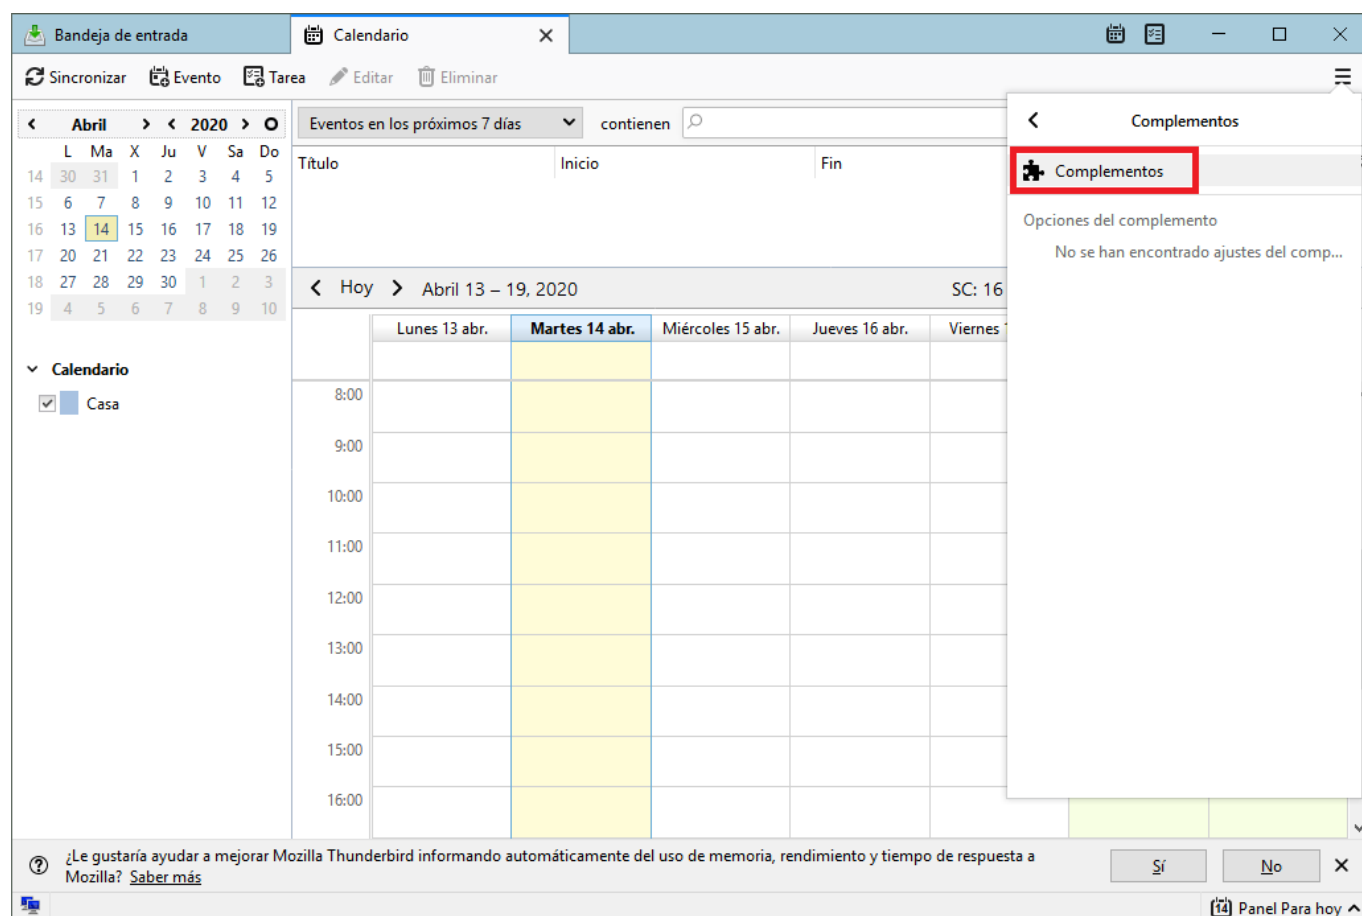 Bandeja de entrada
Calendario
Sincronizar Evento Tarea Editar Eliminar
Abril 2020
L Ma X Ju V Sa Do
14 30 31 1 2 3 4 5
15 6 7 8 9 10 11 12
16 13 14 15 16 17 18 19
17 20 21 22 23 24 25 26
18 27 28 29 30 1 2 3
19 4 5 6 7 8 9 10
Calendario
Casa
Eventos en los próximos 7 días contienen
Título Inicio Fin
Hoy Abril 13 – 19, 2020 SC: 16
Lunes 13 abr. Martes 14 abr. Miércoles 15 abr. Jueves 16 abr. Viernes
8:00
9:00
10:00
11:00
12:00
13:00
14:00
15:00
16:00
Complementos
Complementos
Opciones del complemento
No se han encontrado ajustes del comp...
¿Le gustaría ayudar a mejorar Mozilla Thunderbird informando automáticamente del uso de memoria, rendimiento y tiempo de respuesta a
Mozilla? Saber más
Sí No
14 Panel Para hoy